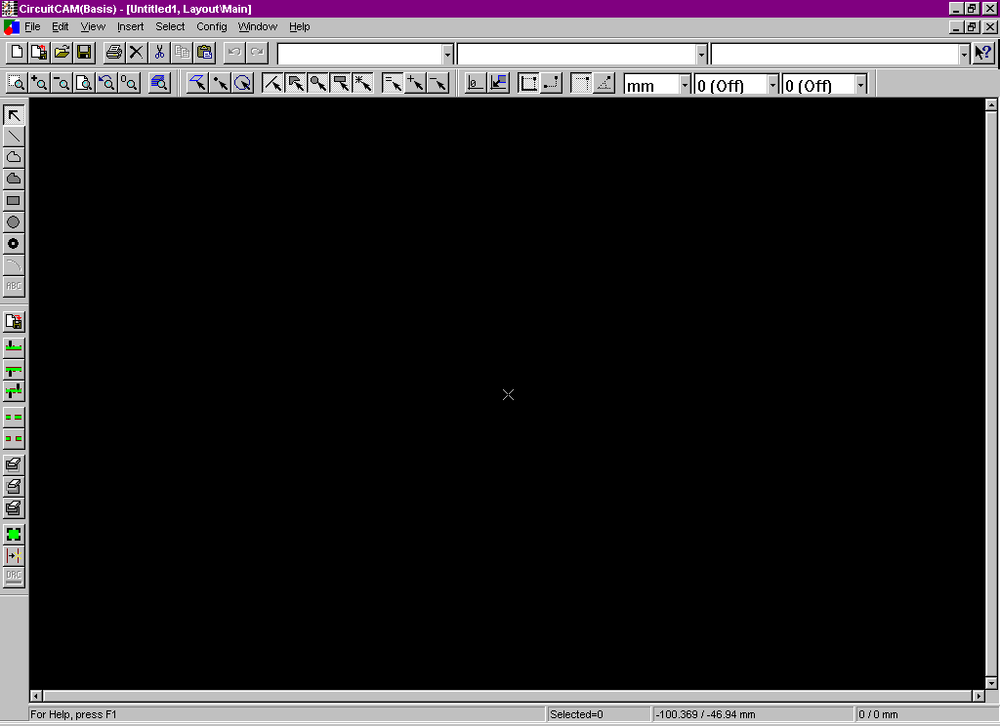 CircuitCAM(Basis) - [Untitled1, Layout\Main]
File Edit View Insert Select Config Window Help
mm 0 (Off) 0 (Off)
ABC
DRC
For Help, press F1 Selected=0 -100.369 / -46.94 mm 0 / 0 mm